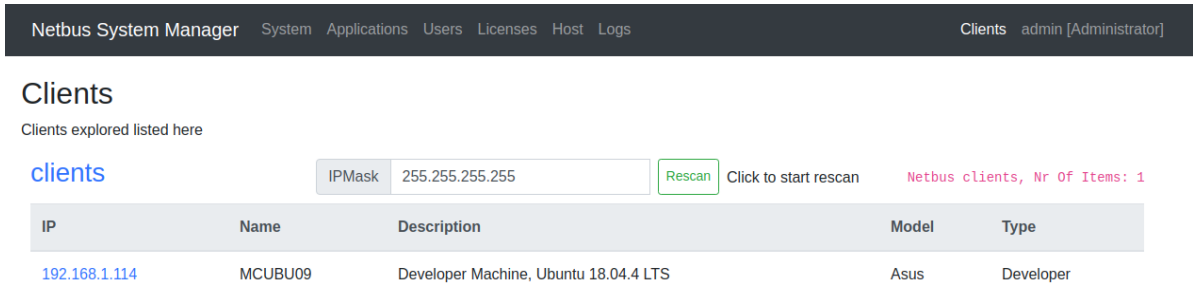 Netbus System Manager System Applications Users Licenses Host Logs Clients admin [Administrator]
Clients
Clients explored listed here
clients IPMask 255.255.255.255 Rescan Click to start rescan Netbus clients, Nr Of Items: 1
IP Name Description Model Type
192.168.1.114 MCUBU09 Developer Machine, Ubuntu 18.04.4 LTS Asus Developer